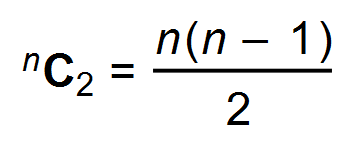 ⁿC₂ = n(n – 1) / 2